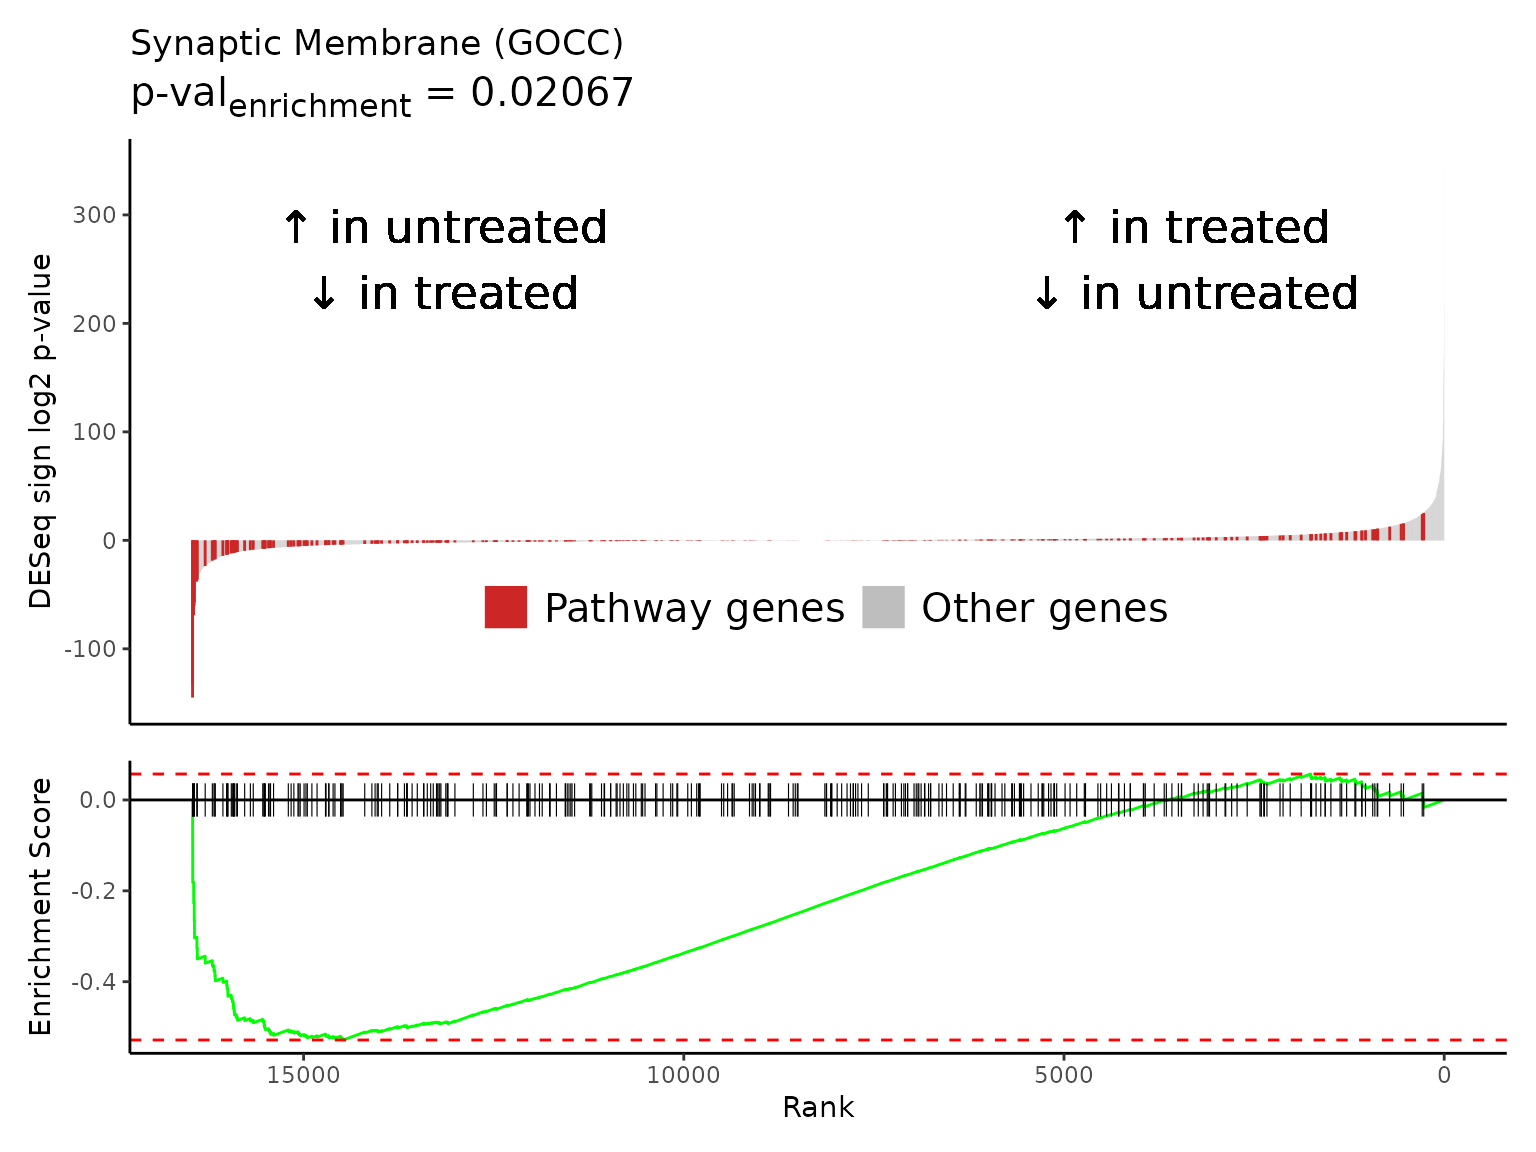 Synaptic Membrane (GOCC)
p-val_enrichment = 0.02067
DESeq sign log2 p-value
300
200
100
0
-100
↑ in untreated
↓ in treated
↑ in treated
↓ in untreated
Pathway genes
Other genes
Enrichment Score
0.0
-0.2
-0.4
15000
10000
5000
0
Rank